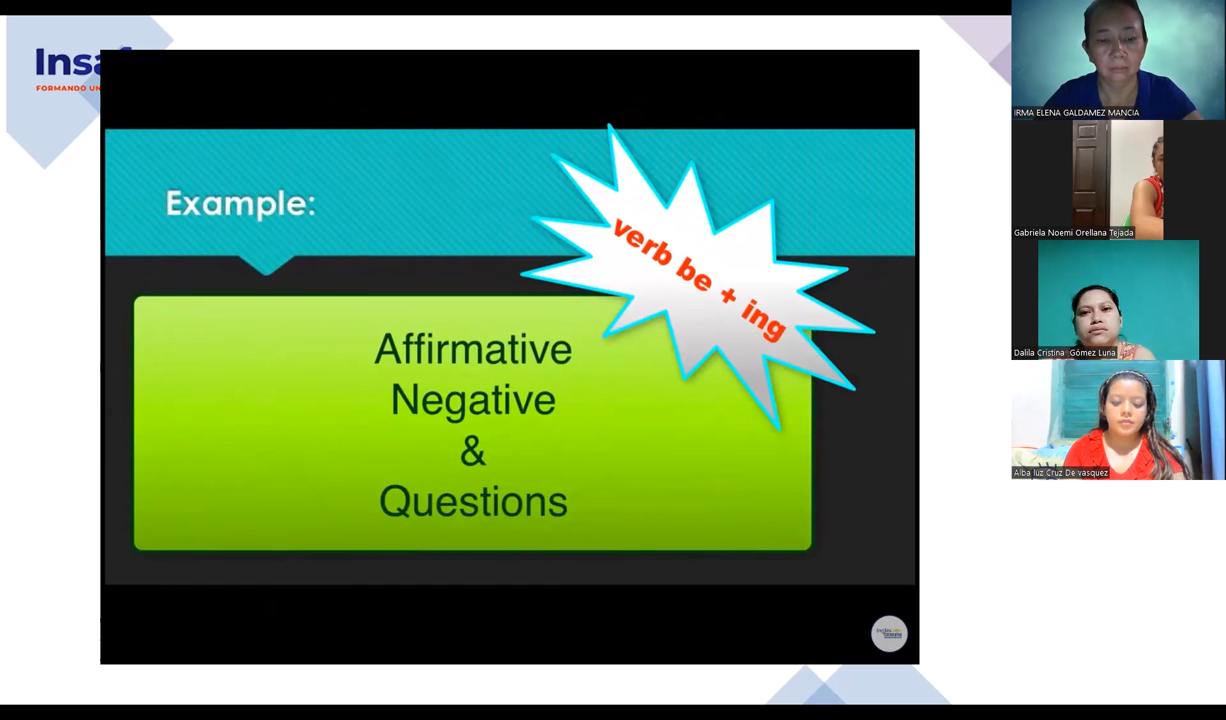 Insaf
FORMANDO UN
Example:
verb be + ing
Affirmative
Negative
&
Questions
IRMA ELENA GALDAMEZ MANCIA
Gabriela Noemi Orellana Tejada
Dalila Cristina Gómez Luna
Alba luz Cruz De vasquez